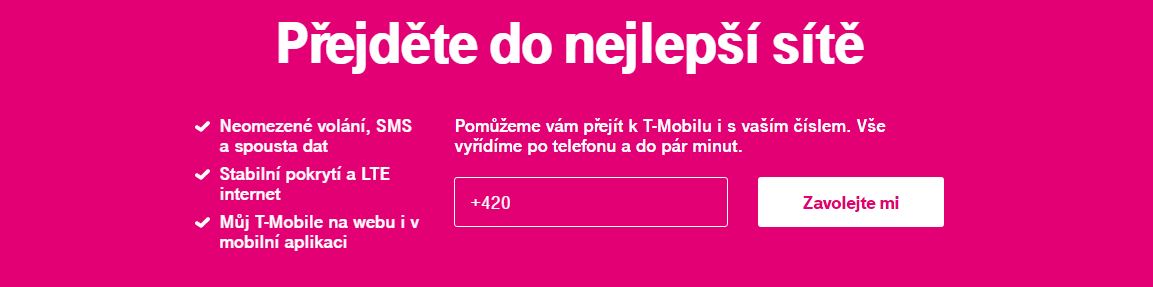 Přejděte do nejlepší sítě
Neomezené volání, SMS
a spousta dat
Stabilní pokrytí a LTE
internet
Můj T-Mobile na webu i v
mobilní aplikaci
Pomůžeme vám přejít k T-Mobilu i s vaším číslem. Vše
vyřídíme po telefonu a do pár minut.
+420
Zavolejte mi